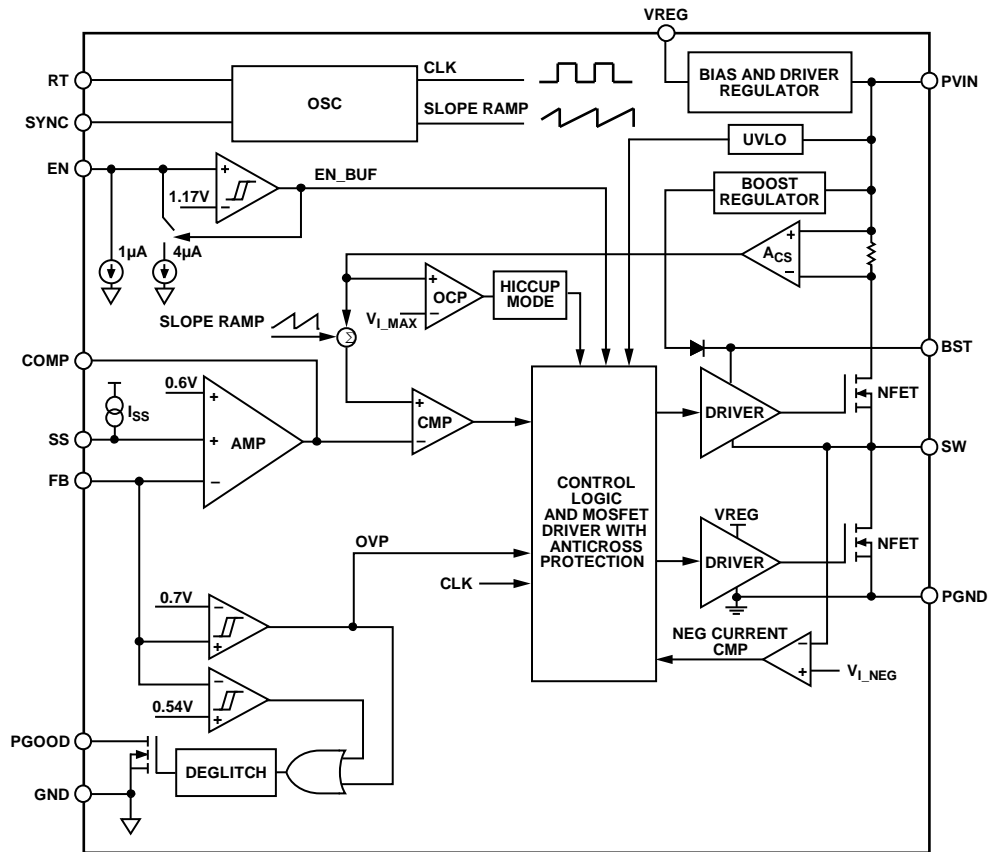 VREG
RT
CLK
OSC
SYNC
SLOPE RAMP
BIAS AND DRIVER
REGULATOR
PVIN
UVLO
EN
+
1.17V
−
EN_BUF
BOOST
REGULATOR
1µA
4µA
ACS
+
−
+
OCP
−
VI_MAX
HICCUP
MODE
SLOPE RAMP
Σ
COMP
0.6V
+
ISS
SS
+
AMP
−
FB
+
CMP
−
CONTROL
LOGIC
AND MOSFET
DRIVER WITH
ANTICROSS
PROTECTION
BST
DRIVER
NFET
SW
VREG
DRIVER
NFET
PGND
OVP
CLK
0.7V
−
+
NEG CURRENT
CMP
−
+
VI_NEG
−
0.54V
+
PGOOD
DEGLITCH
GND